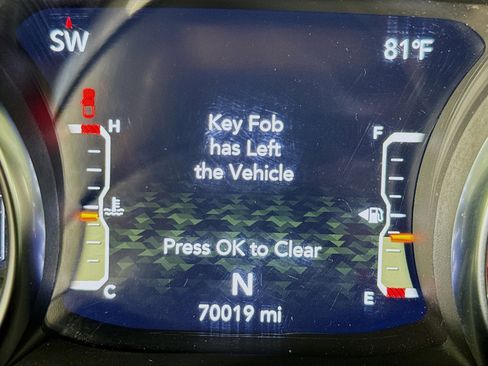 SW
81°F
H
F
Key Fob
has Left
the Vehicle
Press OK to Clear
C
N
E
70019 mi